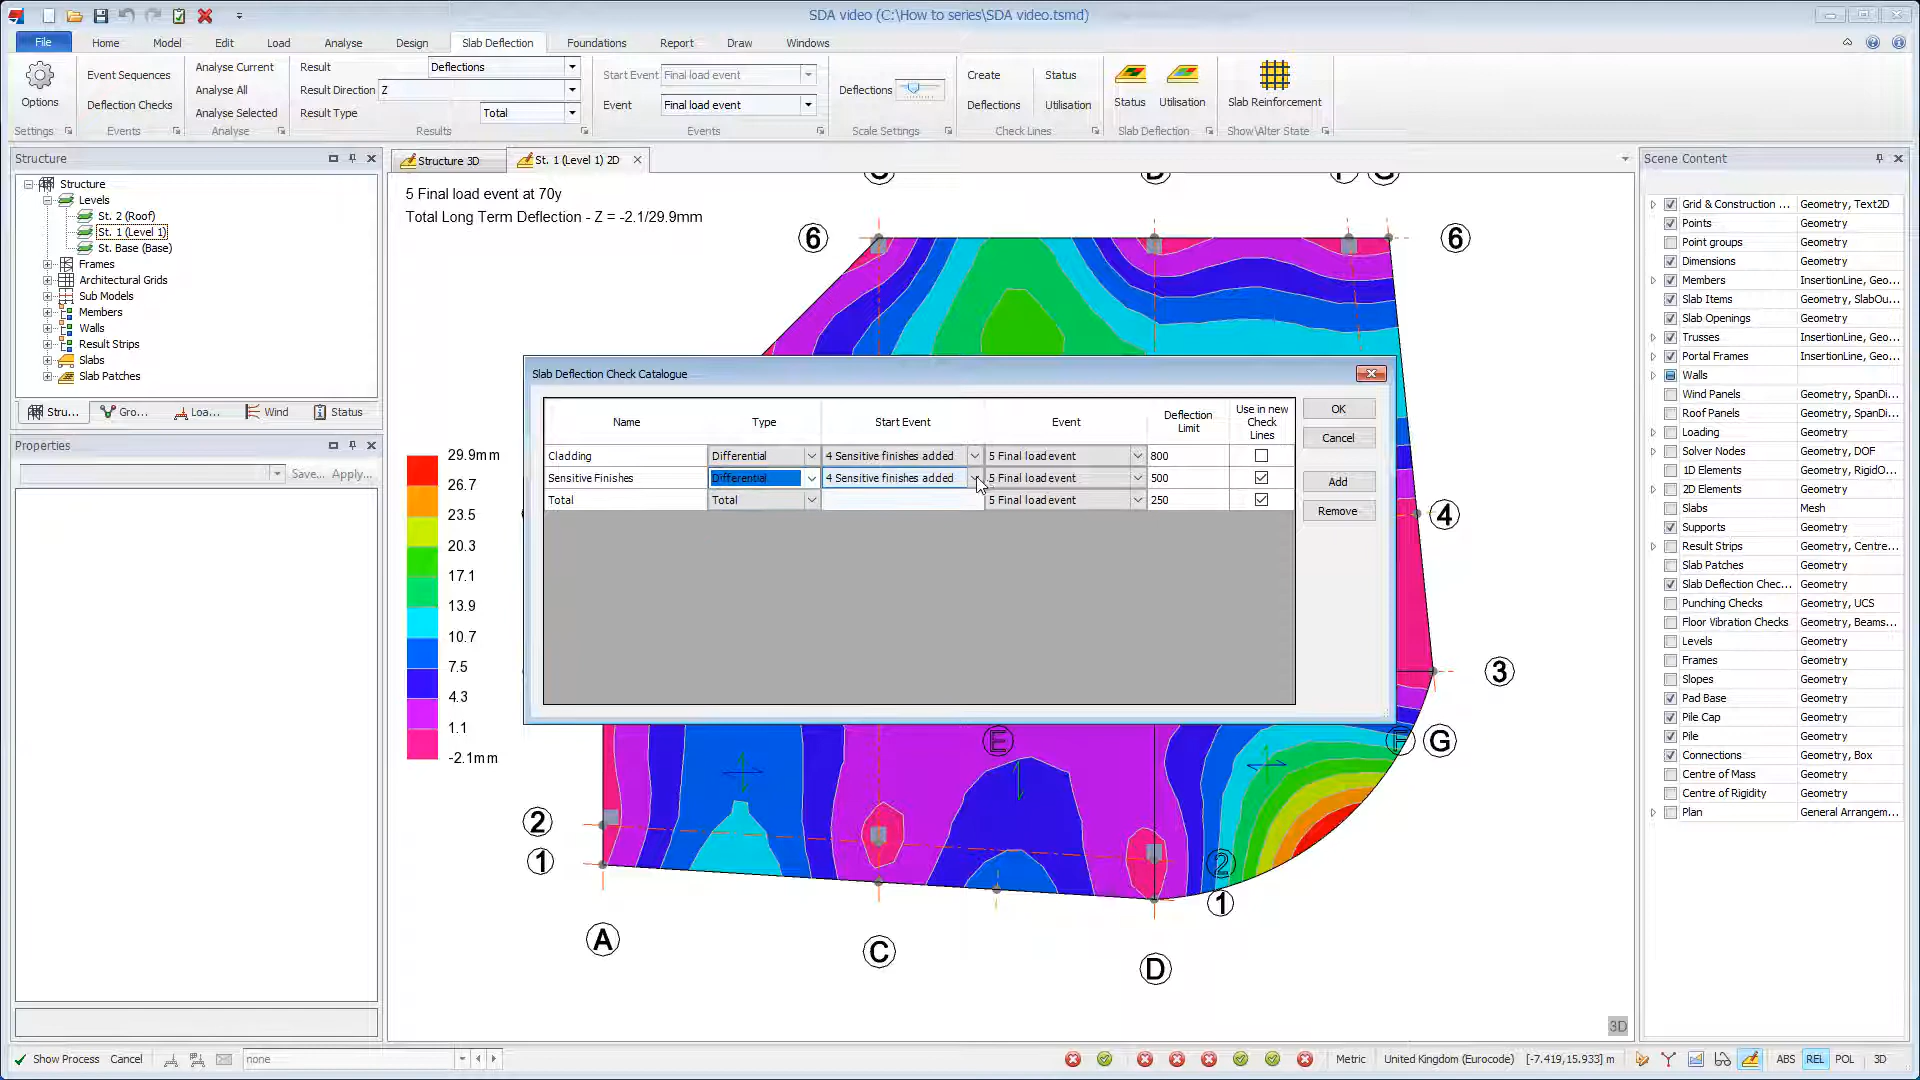 SDA video (C:\How to series\SDA video.tsmd)
File Home Model Edit Load Analyse Design Slab Deflection Foundations Report Draw Windows
Options
Settings
Event Sequences
Deflection Checks
Events
Analyse Current
Analyse All
Analyse Selected
Analyse
Result Deflections
Result Direction Z
Result Type Total
Results
Start Event Final load event
Event Final load event
Events
Deflections
Scale Settings
Create Status
Deflections Utilisation
Check Lines
Status Utilisation
Slab Deflection
Slab Reinforcement
Show/Alter State
Structure
Structure
Levels
St. 2 (Roof)
St. 1 (Level 1)
St. Base (Base)
Frames
Architectural Grids
Sub Models
Members
Walls
Result Strips
Slabs
Slab Patches
Stru... Gro... Loa... Wind Status
Properties
Save... Apply...
Structure 3D St. 1 (Level 1) 2D
5 Final load event at 70y
Total Long Term Deflection - Z = -2.1/29.9mm
6 6
29.9mm
26.7
23.5
20.3
17.1
13.9
10.7
7.5
4.3
1.1
-2.1mm
Slab Deflection Check Catalogue
Name Type Start Event Event Deflection Limit Use in new Check Lines
Cladding Differential 4 Sensitive finishes added 5 Final load event 800
Sensitive Finishes Differential 4 Sensitive finishes added 5 Final load event 500
Total Total 5 Final load event 250
OK
Cancel
Add
Remove
4
3
E F G
2
1
2
1
A
C
D
3D
Scene Content
Grid & Construction ... Geometry, Text2D
Points Geometry
Point groups Geometry
Dimensions Geometry
Members InsertionLine, Geo...
Slab Items Geometry, SlabOu...
Slab Openings Geometry
Trusses InsertionLine, Geo...
Portal Frames InsertionLine, Geo...
Walls
Wind Panels Geometry, SpanDi...
Roof Panels Geometry, SpanDi...
Loading Geometry
Solver Nodes Geometry, DOF
1D Elements Geometry, RigidO...
2D Elements Geometry
Slabs Mesh
Supports Geometry
Result Strips Geometry, Centre...
Slab Patches Geometry
Slab Deflection Chec... Geometry
Punching Checks Geometry, UCS
Floor Vibration Checks Geometry, Beams...
Levels Geometry
Frames Geometry
Slopes Geometry
Pad Base Geometry
Pile Cap Geometry
Pile Geometry
Connections Geometry, Box
Centre of Mass Geometry
Centre of Rigidity Geometry
Plan General Arrangem...
Show Process Cancel none Metric United Kingdom (Eurocode) [-7.419,15.933] m ABS REL POL 3D